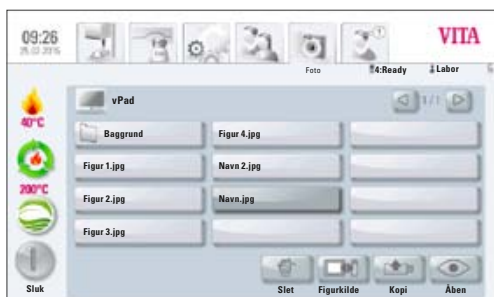 09:26
VITA
Foto
4:Ready
Labor
40°C
vPad
1/1
Baggrund
Figur 4.jpg
Figur 1.jpg
Navn 2.jpg
200°C
Figur 2.jpg
Navn.jpg
Figur 3.jpg
Sluk
Slet
Figurkilde
Kopi
Åben